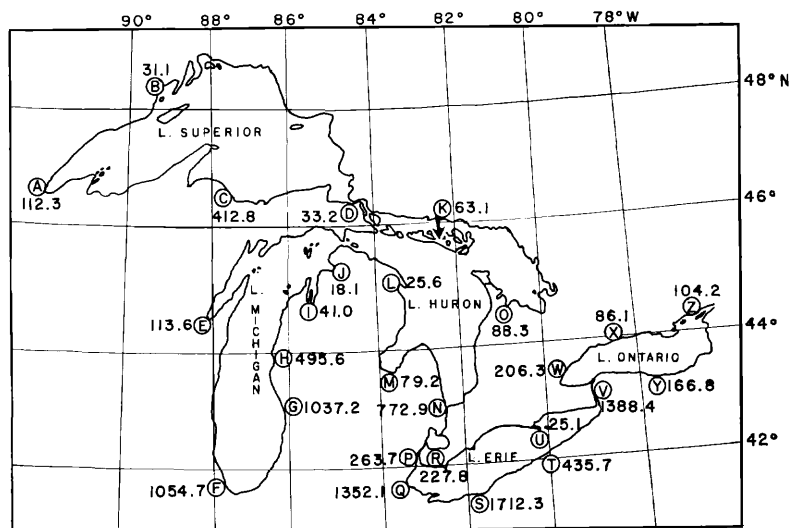 90° 88° 86° 84° 82° 80° 78°W
48° N
46°
44°
42°
B 31.1
L. SUPERIOR
A
112.3
C
412.8
33.2 D
K 63.1
J
18.1
L 25.6
L. HURON
I 41.0
113.6 E
L. MICHIGAN
O
88.3
104.2
Z
86.1
X
L. ONTARIO
H 495.6
206.3 W
M 79.2
Y 166.8
V
1388.4
G 1037.2
772.9 N
25.1
U
263.7 P R
227.8
L. ERIE
T 435.7
1054.7 F
1352.1 Q
S 1712.3